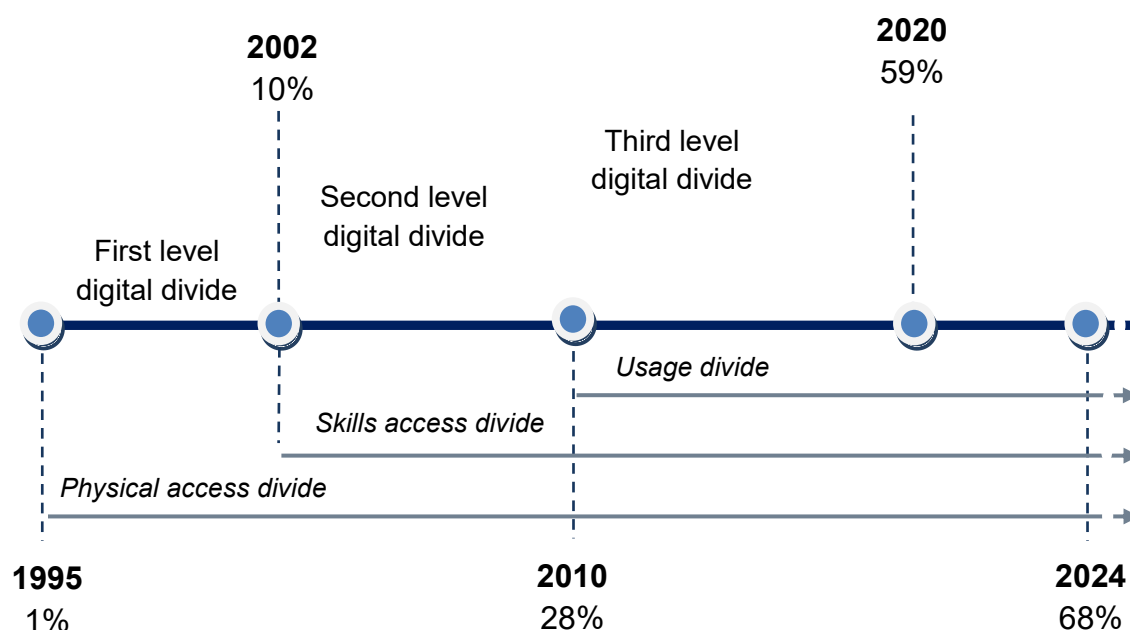 2020
59%
2002
10%
Third level
digital divide
Second level
digital divide
First level
digital divide
Usage divide
Skills access divide
Physical access divide
1995
1%
2010
28%
2024
68%